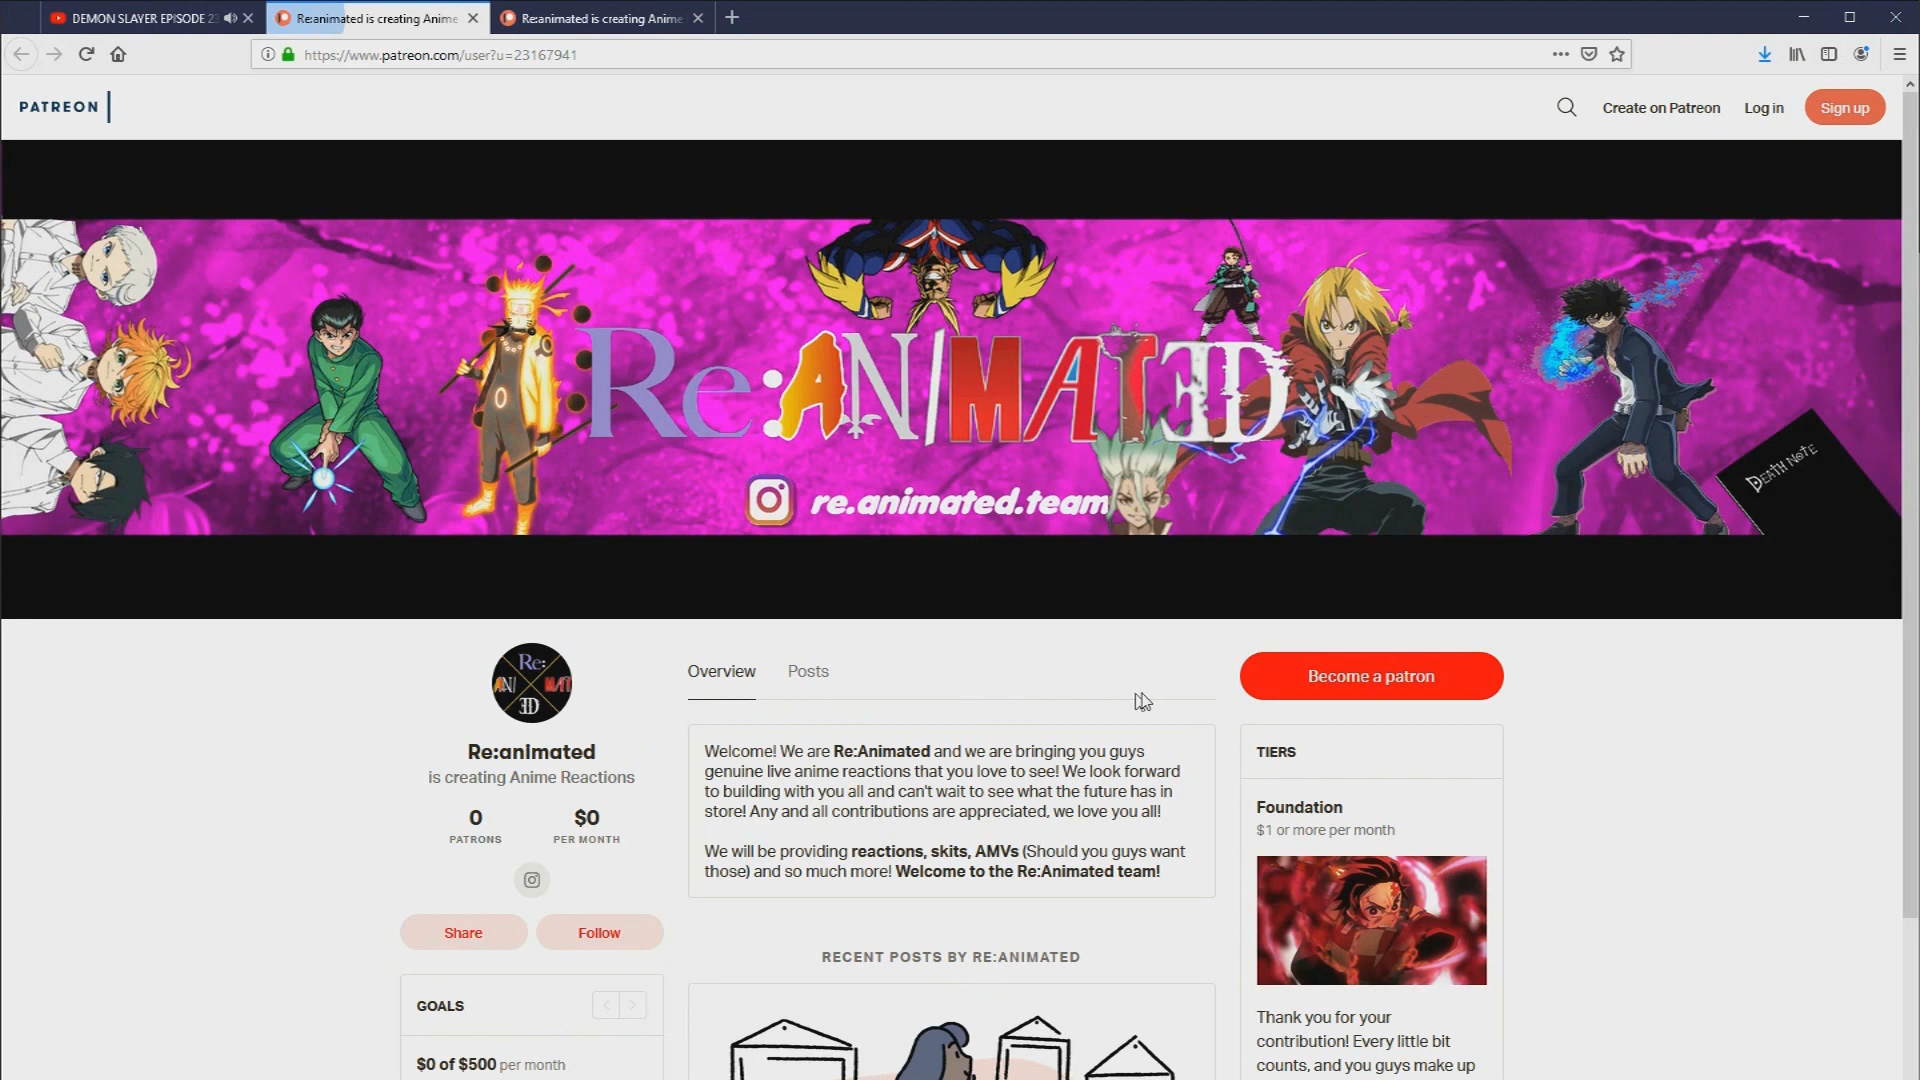 DEMON SLAYER EPISODE 23
Re:animated is creating Anime
Re:animated is creating Anime
https://www.patreon.com/user?u=23167941
PATREON
Create on Patreon
Log in
Sign up
Re:ANIMATED
DEATH NOTE
re.animated.team
Re:
ANI
MAT
ED
Overview
Posts
Become a patron
Re:animated
is creating Anime Reactions
0
PATRONS
$0
PER MONTH
Share
Follow
GOALS
$0 of $500 per month
Welcome! We are Re:Animated and we are bringing you guys
genuine live anime reactions that you love to see! We look forward
to building with you all and can't wait to see what the future has in
store! Any and all contributions are appreciated, we love you all!
We will be providing reactions, skits, AMVs (Should you guys want
those) and so much more! Welcome to the Re:Animated team!
RECENT POSTS BY RE:ANIMATED
TIERS
Foundation
$1 or more per month
Thank you for your
contribution! Every little bit
counts, and you guys make up